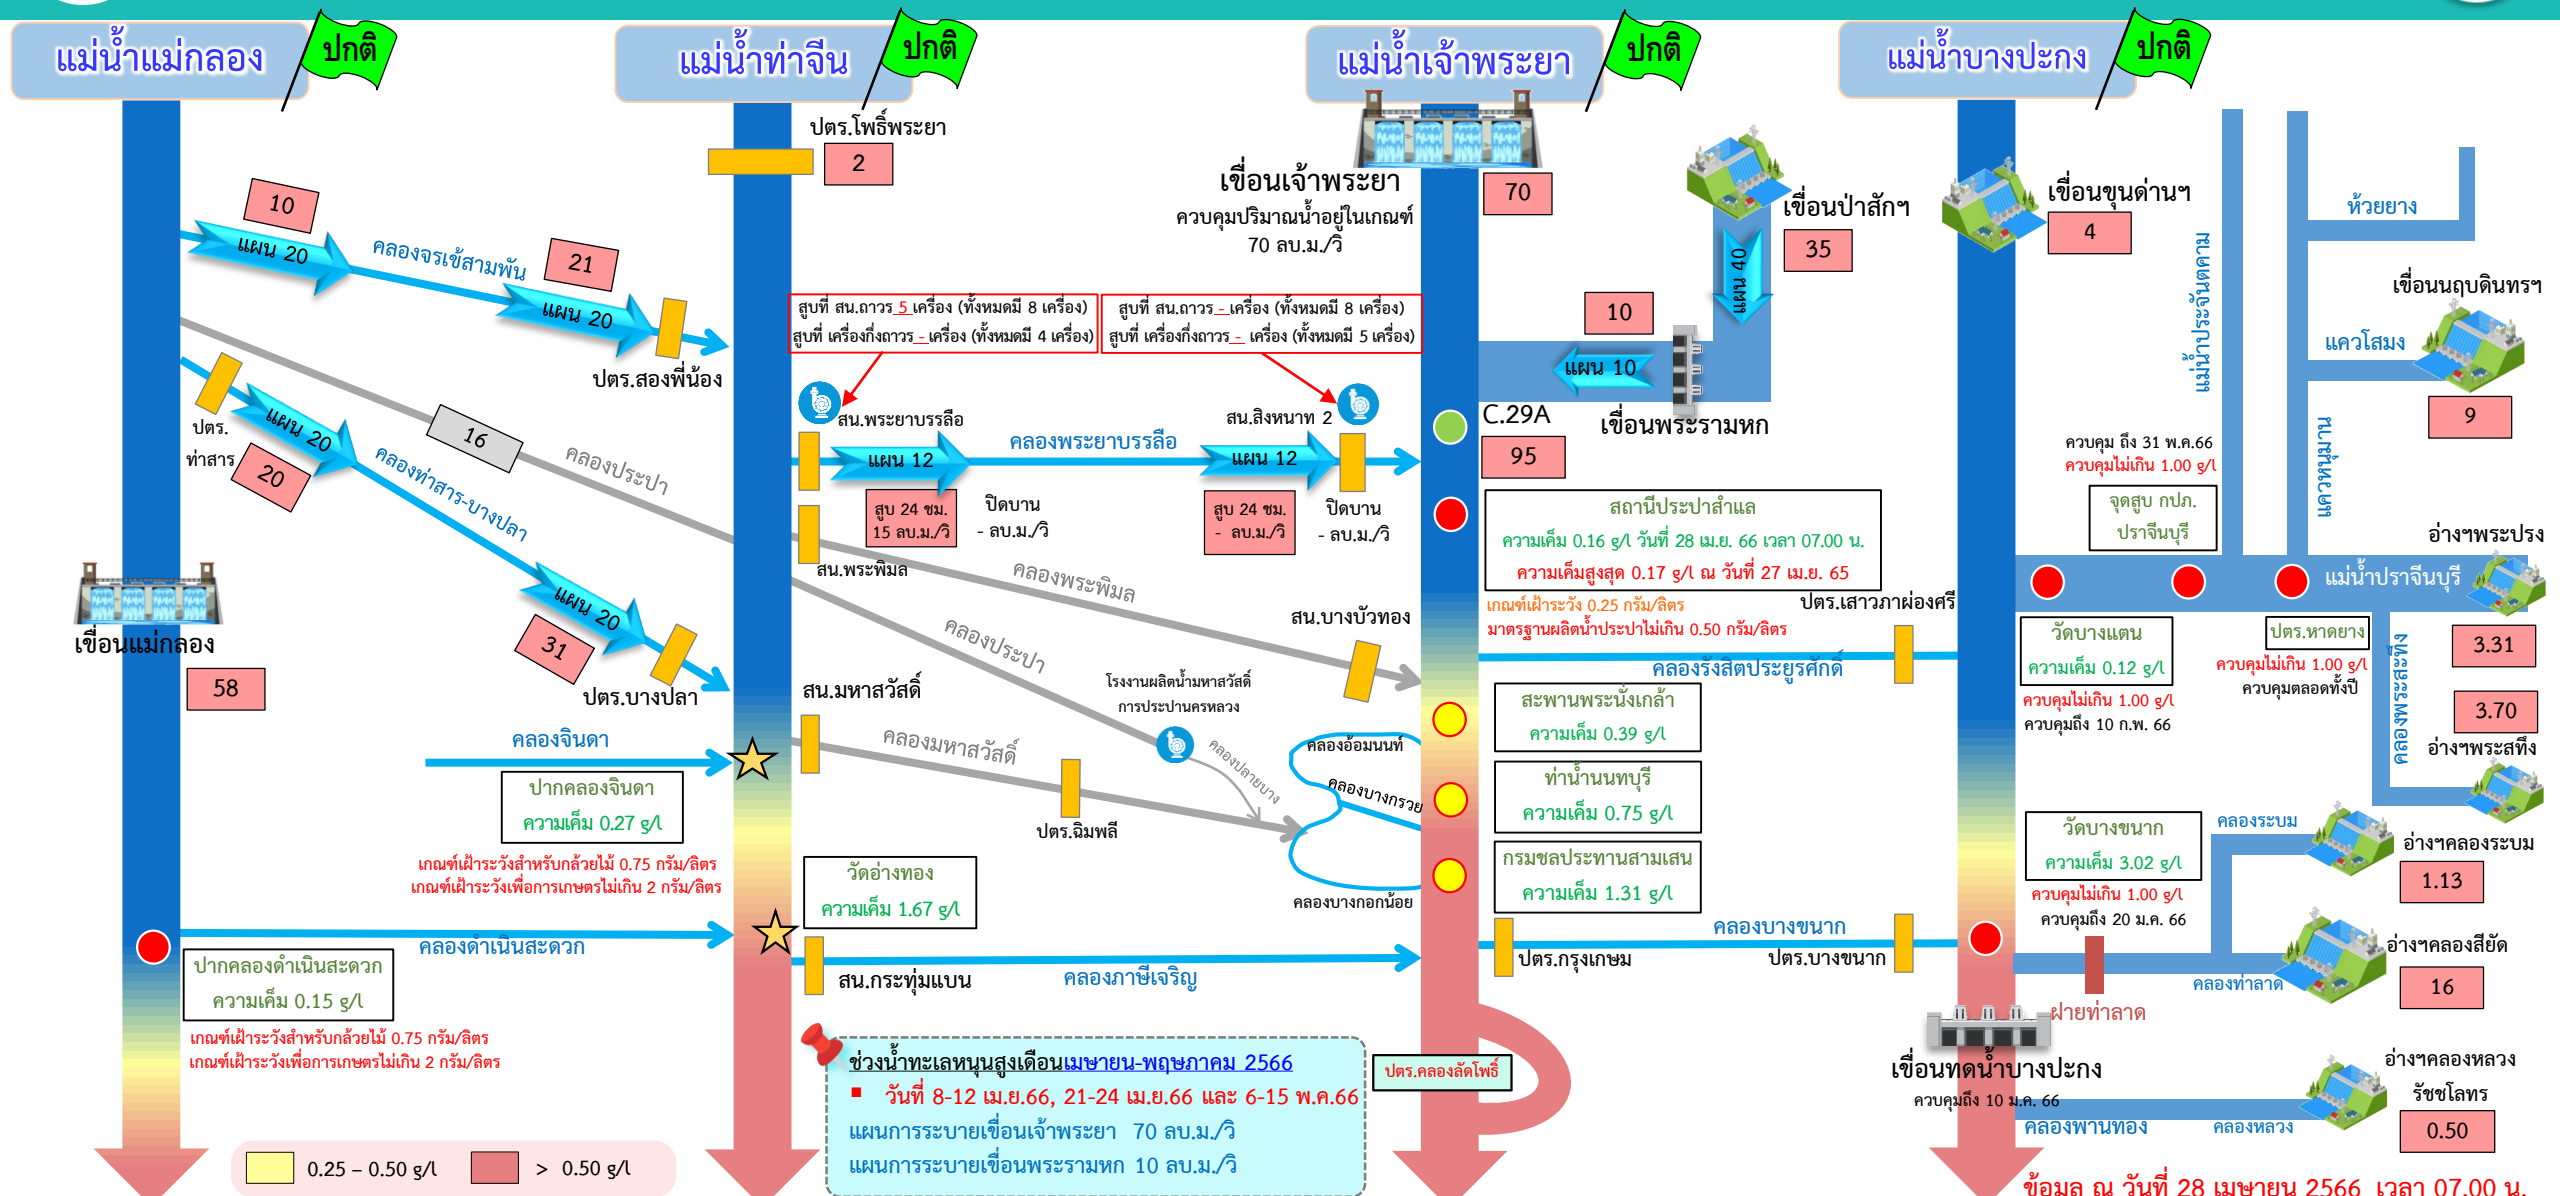 แม่น้ำแม่กลอง
ปกติ
แม่น้ำท่าจีน
ปกติ
แม่น้ำเจ้าพระยา
ปกติ
แม่น้ำบางปะกง
ปกติ
10
แผน 20
คลองจรเข้สามพัน
21
แผน 20
ปตร.สองพี่น้อง
ปตร.
ท่าสาร
แผน 20
20
16
คลองประปา
คลองท่าสาร-บางปลา
แผน 20
31
ปตร.บางปลา
เขื่อนแม่กลอง
58
คลองจินดา
ปากคลองจินดา
ความเค็ม 0.27 g/l
เกณฑ์เฝ้าระวังสำหรับกล้วยไม้ 0.75 กรัม/ลิตร
เกณฑ์เฝ้าระวังเพื่อการเกษตรไม่เกิน 2 กรัม/ลิตร
คลองดำเนินสะดวก
ปากคลองดำเนินสะดวก
ความเค็ม 0.15 g/l
เกณฑ์เฝ้าระวังสำหรับกล้วยไม้ 0.75 กรัม/ลิตร
เกณฑ์เฝ้าระวังเพื่อการเกษตรไม่เกิน 2 กรัม/ลิตร
0.25 – 0.50 g/l
> 0.50 g/l
ปตร.โพธิ์พระยา
2
สูบที่ สน.ถาวร 5 เครื่อง (ทั้งหมดมี 8 เครื่อง)
สูบที่ เครื่องกึ่งถาวร - เครื่อง (ทั้งหมดมี 4 เครื่อง)
สูบที่ สน.ถาวร - เครื่อง (ทั้งหมดมี 8 เครื่อง)
สูบที่ เครื่องกึ่งถาวร - เครื่อง (ทั้งหมดมี 5 เครื่อง)
สน.พระยาบรรลือ
แผน 12
คลองพระยาบรรลือ
สน.สิงหนาท 2
แผน 12
สูบ 24 ชม.
15 ลบ.ม./วิ
ปิดบาน
- ลบ.ม./วิ
สูบ 24 ชม.
- ลบ.ม./วิ
ปิดบาน
- ลบ.ม./วิ
สน.พระพิมล
คลองพระพิมล
สน.บางบัวทอง
คลองประปา
โรงงานผลิตน้ำมหาสวัสดิ์
การประปานครหลวง
สน.มหาสวัสดิ์
คลองมหาสวัสดิ์
ปตร.ฉิมพลี
คลองปลายบาง
คลองอ้อมนนท์
คลองบางกรวย
คลองบางกอกน้อย
วัดอ่างทอง
ความเค็ม 1.67 g/l
สน.กระทุ่มแบน
คลองภาษีเจริญ
ช่วงน้ำทะเลหนุนสูงเดือนเมษายน-พฤษภาคม 2566
วันที่ 8-12 เม.ย.66, 21-24 เม.ย.66 และ 6-15 พ.ค.66
แผนการระบายเขื่อนเจ้าพระยา 70 ลบ.ม./วิ
แผนการระบายเขื่อนพระรามหก 10 ลบ.ม./วิ
ปตร.คลองลัดโพธิ์
เขื่อนเจ้าพระยา
ควบคุมปริมาณน้ำอยู่ในเกณฑ์
70 ลบ.ม./วิ
70
เขื่อนป่าสักฯ
35
แผน 40
10
แผน 10
เขื่อนพระรามหก
C.29A
95
สถานีประปาสำแล
ความเค็ม 0.16 g/l วันที่ 28 เม.ย. 66 เวลา 07.00 น.
ความเค็มสูงสุด 0.17 g/l ณ วันที่ 27 เม.ย. 65
เกณฑ์เฝ้าระวัง 0.25 กรัม/ลิตร
มาตรฐานผลิตน้ำประปาไม่เกิน 0.50 กรัม/ลิตร
ปตร.เสาวภาผ่องศรี
คลองรังสิตประยูรศักดิ์
สะพานพระนั่งเกล้า
ความเค็ม 0.39 g/l
ท่าน้ำนนทบุรี
ความเค็ม 0.75 g/l
กรมชลประทานสามเสน
ความเค็ม 1.31 g/l
คลองบางขนาก
ปตร.กรุงเกษม
ปตร.บางขนาก
เขื่อนขุนด่านฯ
4
แม่น้ำประจันตคาม
ห้วยยาง
เขื่อนนฤบดินทรฯ
แควโสมง
9
แควหนุมาน
ควบคุม ถึง 31 พ.ค.66
ควบคุมไม่เกิน 1.00 g/l
จุดสูบ กปภ.
ปราจีนบุรี
อ่างฯพระปรง
แม่น้ำปราจีนบุรี
3.31
วัดบางแตน
ความเค็ม 0.12 g/l
ควบคุมไม่เกิน 1.00 g/l
ควบคุมถึง 10 ก.พ. 66
ปตร.หาดยาง
ควบคุมไม่เกิน 1.00 g/l
ควบคุมตลอดทั้งปี
คลองพระสะทึง
3.70
อ่างฯพระสทึง
วัดบางขนาก
ความเค็ม 3.02 g/l
ควบคุมไม่เกิน 1.00 g/l
ควบคุมถึง 20 ม.ค. 66
คลองระบม
อ่างฯคลองระบม
1.13
อ่างฯคลองสียัด
16
คลองท่าลาด
ฝายท่าลาด
เขื่อนทดน้ำบางปะกง
ควบคุมถึง 10 ม.ค. 66
คลองพานทอง
คลองหลวง
อ่างฯคลองหลวง
รัชชโลทร
0.50
ข้อมูล ณ วันที่ 28 เมษายน 2566 เวลา 07.00 น.